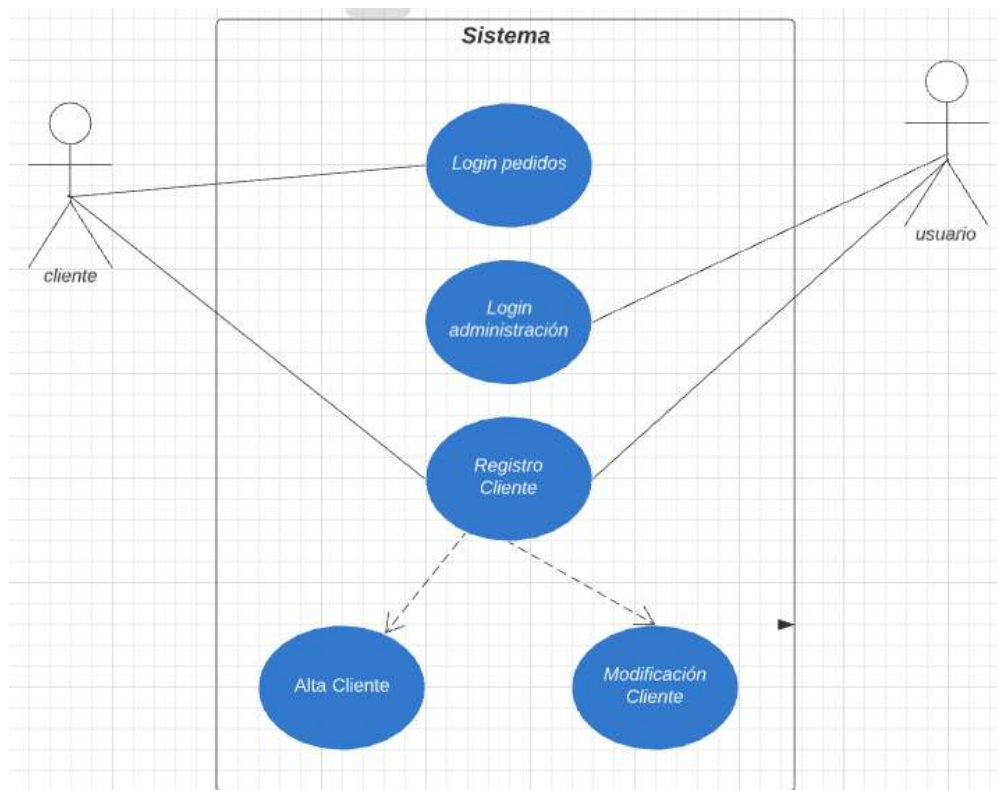 Sistema
Login pedidos
usuario
cliente
Login
administración
Registro
Cliente
Alta Cliente
Modificación
Cliente